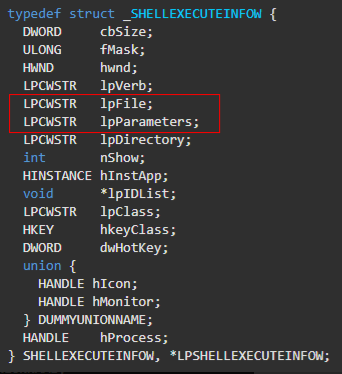 typedef struct _SHELLEXECUTEINFOW {
  DWORD     cbSize;
  ULONG     fMask;
  HWND      hwnd;
  LPCWSTR   lpVerb;
  LPCWSTR   lpFile;
  LPCWSTR   lpParameters;
  LPCWSTR   lpDirectory;
  int       nShow;
  HINSTANCE hInstApp;
  void      *lpIDList;
  LPCWSTR   lpClass;
  HKEY      hkeyClass;
  DWORD     dwHotKey;
  union {
    HANDLE hIcon;
    HANDLE hMonitor;
  } DUMMYUNIONNAME;
  HANDLE    hProcess;
} SHELLEXECUTEINFOW, *LPSHELLEXECUTEINFOW;